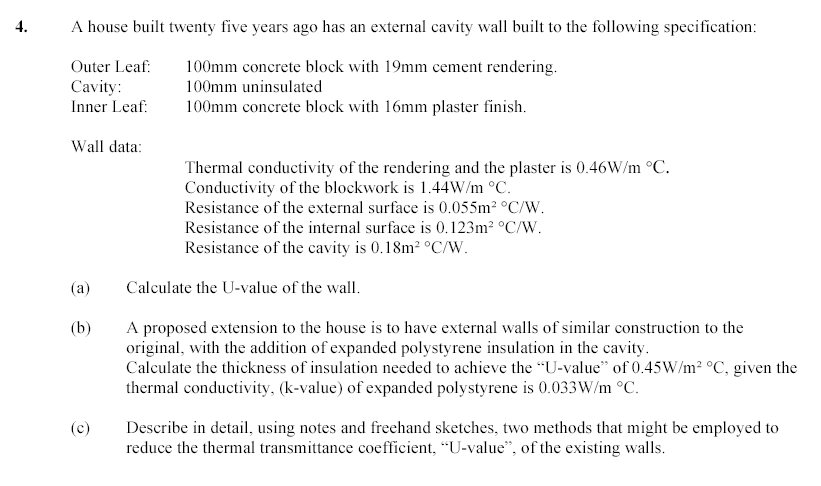 4. A house built twenty five years ago has an external cavity wall built to the following specification:
Outer Leaf: 100mm concrete block with 19mm cement rendering.
Cavity: 100mm uninsulated
Inner Leaf: 100mm concrete block with 16mm plaster finish.
Wall data:
Thermal conductivity of the rendering and the plaster is 0.46W/m °C.
Conductivity of the blockwork is 1.44W/m °C.
Resistance of the external surface is 0.055m² °C/W.
Resistance of the internal surface is 0.123m² °C/W.
Resistance of the cavity is 0.18m² °C/W.
(a) Calculate the U-value of the wall.
(b) A proposed extension to the house is to have external walls of similar construction to the
original, with the addition of expanded polystyrene insulation in the cavity.
Calculate the thickness of insulation needed to achieve the “U-value” of 0.45W/m² °C, given the
thermal conductivity, (k-value) of expanded polystyrene is 0.033W/m °C.
(c) Describe in detail, using notes and freehand sketches, two methods that might be employed to
reduce the thermal transmittance coefficient, “U-value”, of the existing walls.